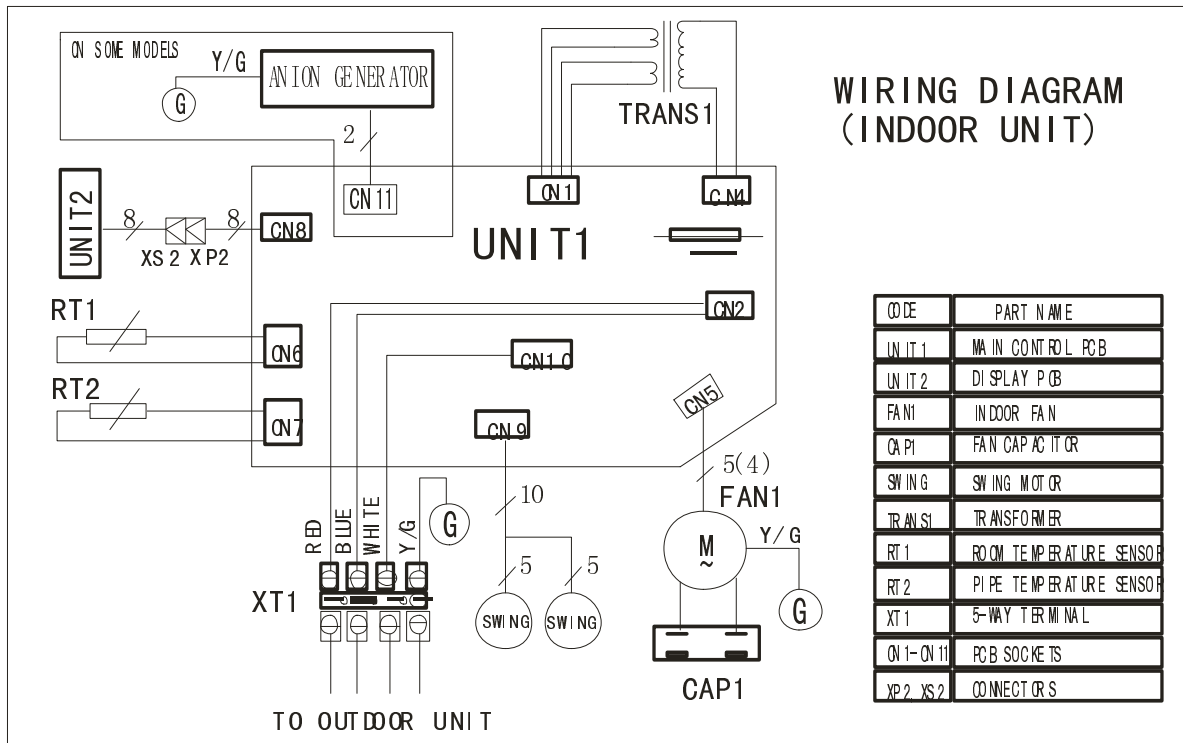 ON SOME MODELS
Y/G
ANION GENERATOR
G
2
CN11
TRANS1
WIRING DIAGRAM
(INDOOR UNIT)
UNIT2
8
8
XS2 XP2
CN8
CN1
CN4
UNIT1
RT1
CN6
CN2
CN10
RT2
CN7
CN9
CN5
5(4)
FAN1
10
RED
BLUE
WHITE
Y/G
G
M
~
Y/G
G
5
5
XT1
SWING
SWING
CAP1
TO OUTDOOR UNIT
CODE PART NAME
UNIT1 MAIN CONTROL PCB
UNIT2 DISPLAY PCB
FAN1 INDOOR FAN
CAP1 FAN CAPACITOR
SWING SWING MOTOR
TRANS1 TRANSFORMER
RT1 ROOM TEMPERATURE SENSOR
RT2 PIPE TEMPERATURE SENSOR
XT1 5-WAY TERMINAL
CN1-CN11 PCB SOCKETS
XP2, XS2 CONNECTORS